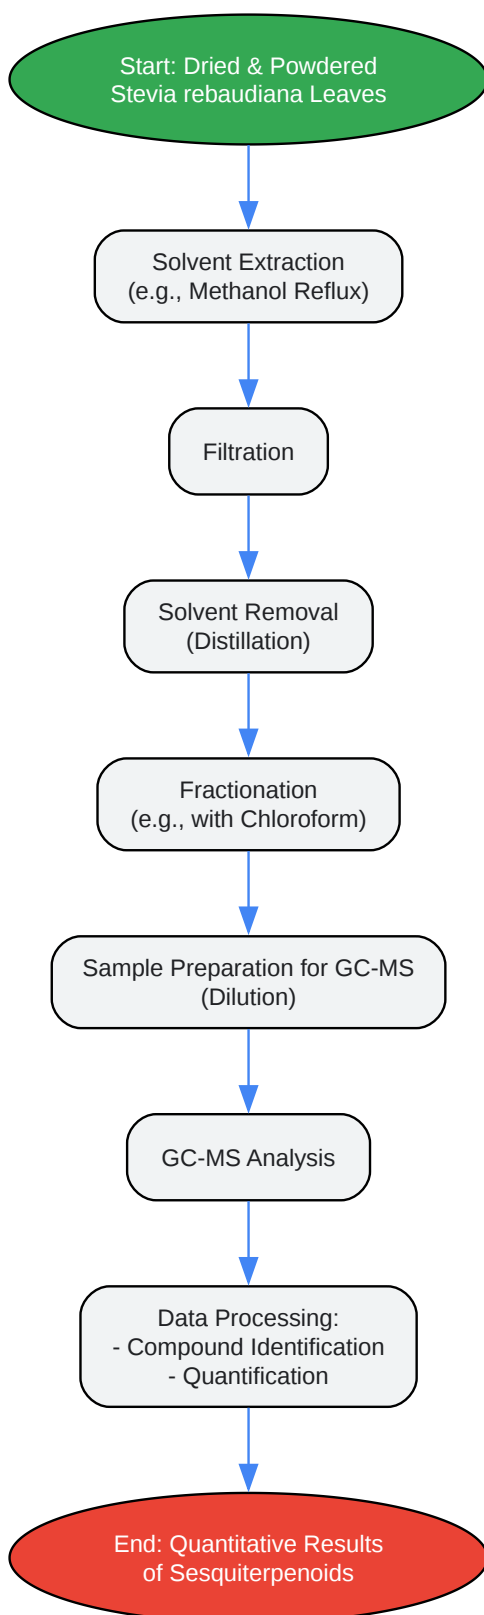 Start: Dried & Powdered
Stevia rebaudiana Leaves
Solvent Extraction
(e.g., Methanol Reflux)
Filtration
Solvent Removal
(Distillation)
Fractionation
(e.g., with Chloroform)
Sample Preparation for GC-MS
(Dilution)
GC-MS Analysis
Data Processing:
- Compound Identification
- Quantification
End: Quantitative Results
of Sesquiterpenoids